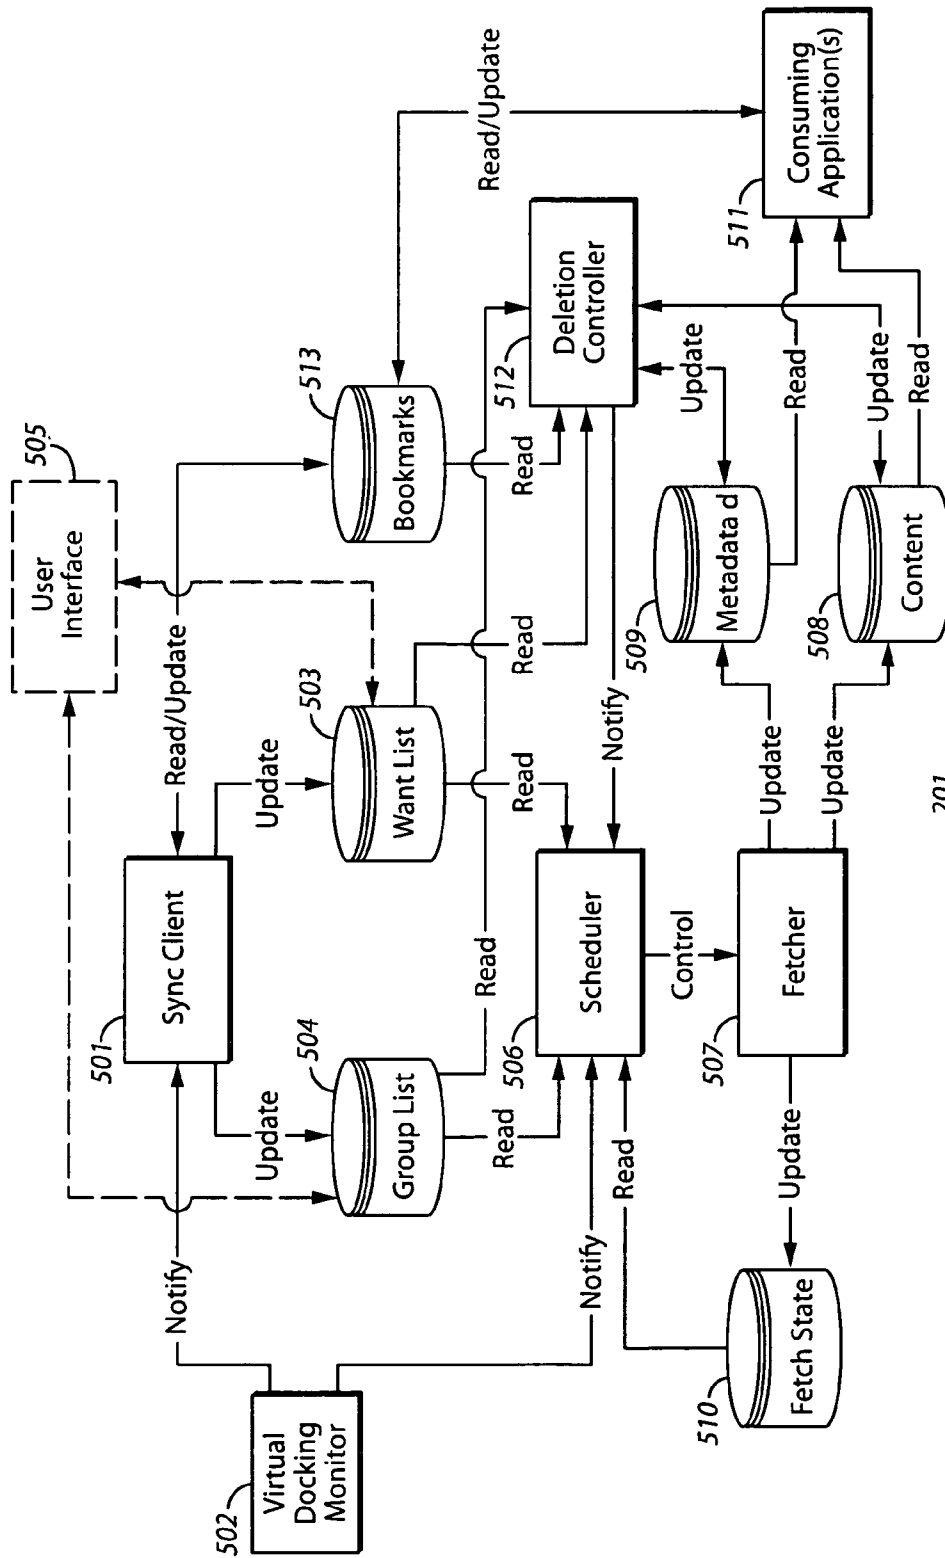 505
User
Interface
Read/Update
513
Bookmarks
Read/Update
501
Sync Client
Update
503
Want List
Update
504
Group List
Notify
502
Virtual
Docking
Monitor
Read
Read
Read
Read
Read
512
Deletion
Controller
511
Consuming
Application(s)
506
Scheduler
Notify
Notify
Read
Control
Update
Read
509
Metadata d
Update
Read
508
Content
Update
Update
507
Fetcher
Update
510
Fetch State
201